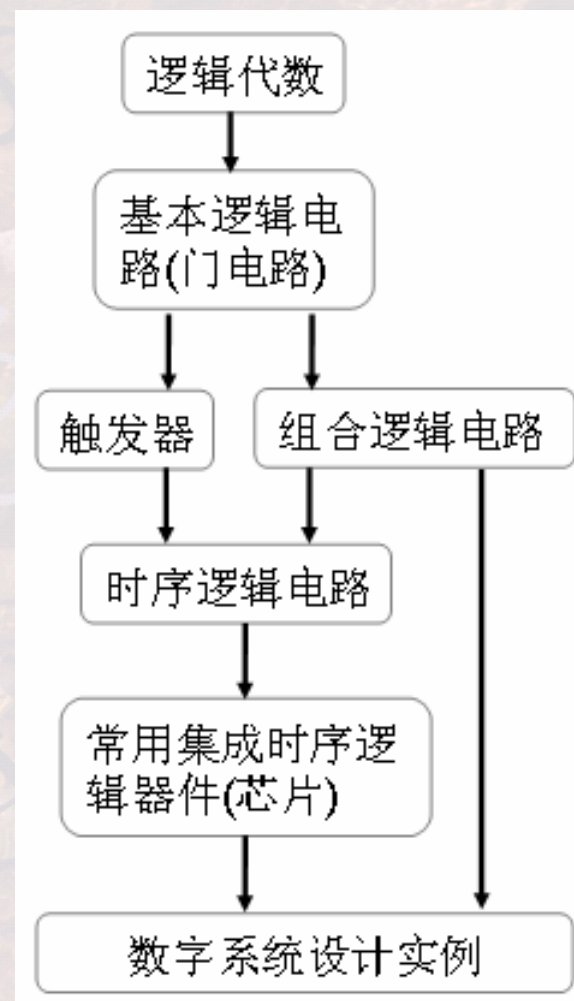 逻辑代数
基本逻辑电
路(门电路)
触发器
组合逻辑电路
时序逻辑电路
常用集成时序逻
辑器件(芯片)
数字系统设计实例